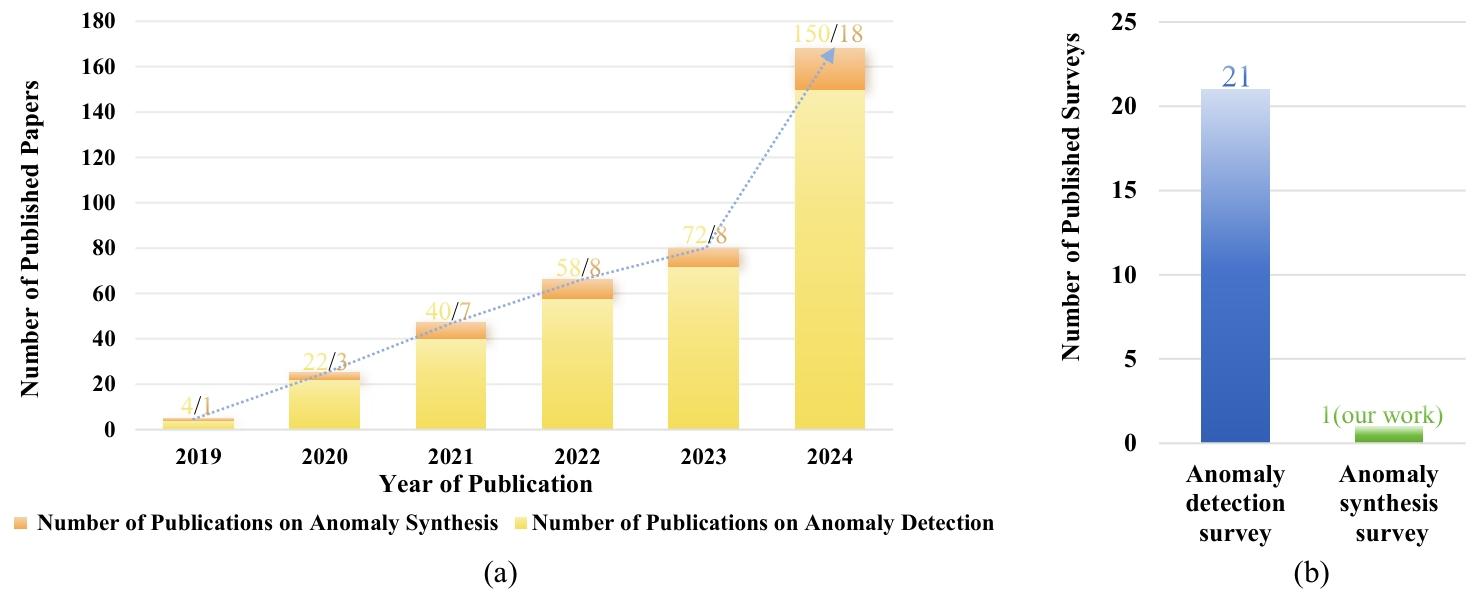 Number of Published Papers
180
160
140
120
100
80
60
40
20
0
4/1
22/3
40/7
58/8
72/8
150/18
2019 2020 2021 2022 2023 2024
Year of Publication
Number of Publications on Anomaly Synthesis Number of Publications on Anomaly Detection
(a)
Number of Published Surveys
25
20
15
10
5
0
21
1(our work)
Anomaly
detection
survey
Anomaly
synthesis
survey
(b)